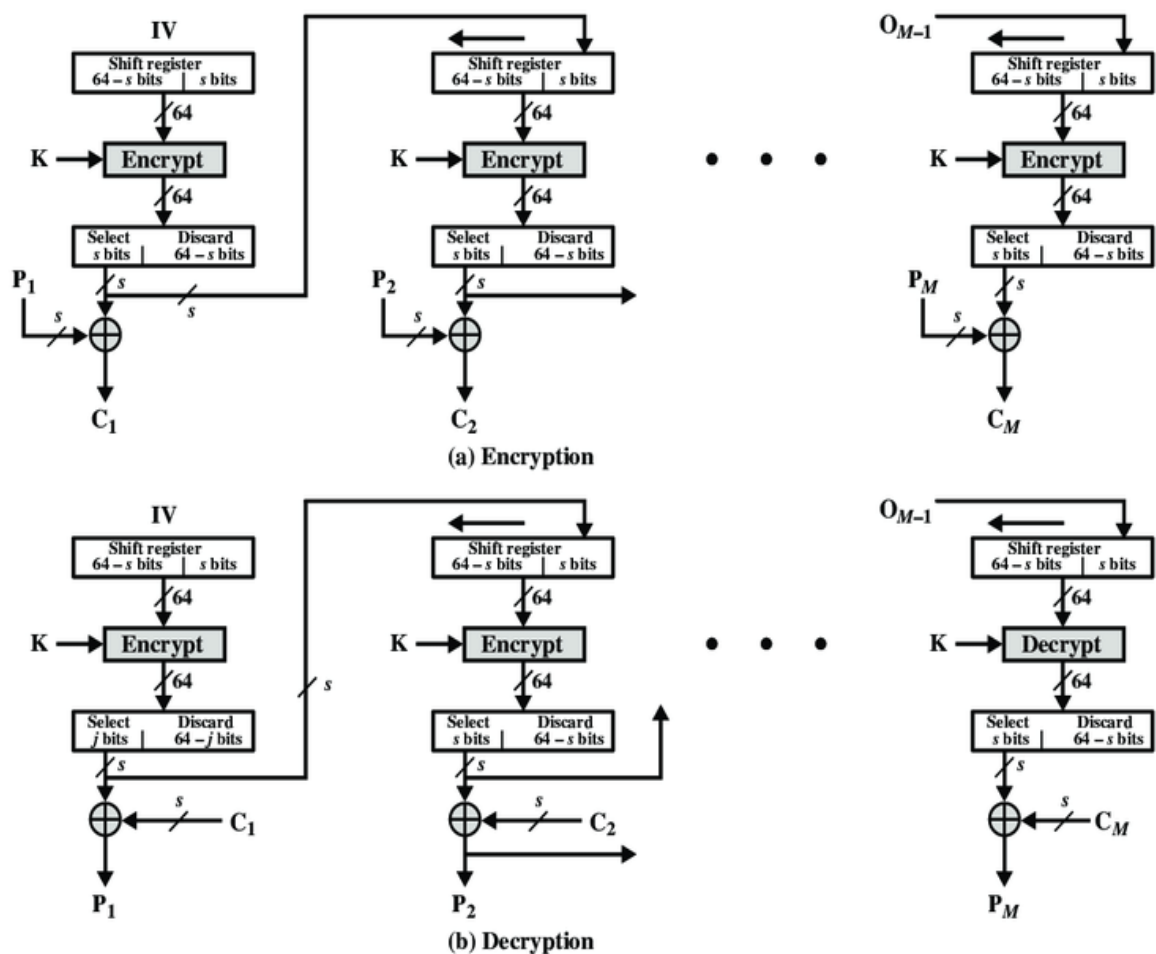 IV
O_{M-1}
Shift register
64 – s bits | s bits
Shift register
64 – s bits | s bits
Shift register
64 – s bits | s bits
64
64
64
K
Encrypt
K
Encrypt
K
Encrypt
64
64
64
Select
s bits
Discard
64 – s bits
Select
s bits
Discard
64 – s bits
Select
s bits
Discard
64 – s bits
P_1
s
s
s
P_2
s
s
P_M
s
s
C_1
C_2
C_M
(a) Encryption
IV
O_{M-1}
Shift register
64 – s bits | s bits
Shift register
64 – s bits | s bits
Shift register
64 – s bits | s bits
64
64
64
K
Encrypt
K
Encrypt
K
Decrypt
64
s
64
64
Select
j bits
Discard
64 – j bits
Select
s bits
Discard
64 – s bits
Select
s bits
Discard
64 – s bits
s
s
s
s
C_1
s
C_2
s
C_M
P_1
P_2
P_M
(b) Decryption